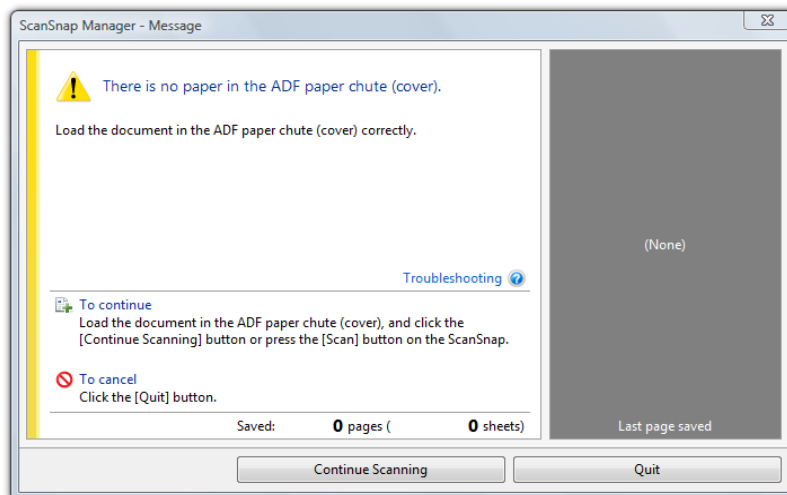 ScanSnap Manager - Message
There is no paper in the ADF paper chute (cover).
Load the document in the ADF paper chute (cover) correctly.
(None)
Troubleshooting
To continue
Load the document in the ADF paper chute (cover), and click the
[Continue Scanning] button or press the [Scan] button on the ScanSnap.
To cancel
Click the [Quit] button.
Saved: 0 pages ( 0 sheets)
Last page saved
Continue Scanning
Quit